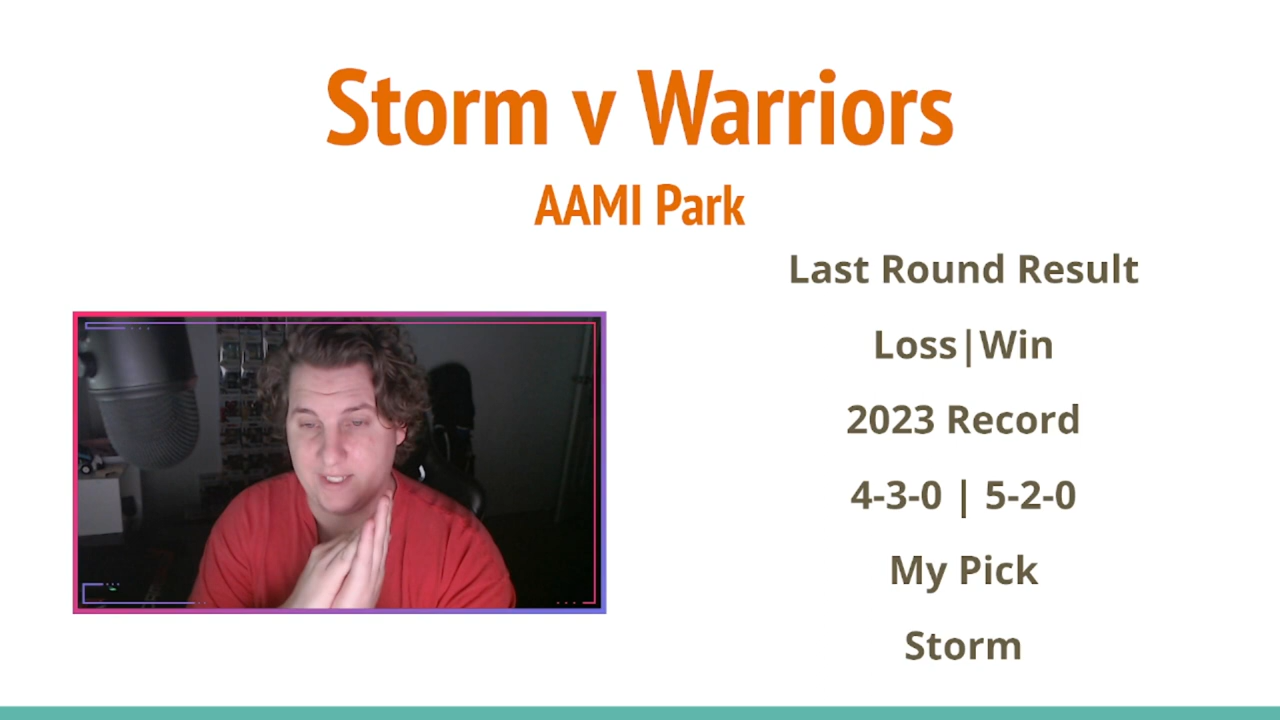 Storm v Warriors
AAMI Park
Last Round Result
Loss|Win
2023 Record
4-3-0 | 5-2-0
My Pick
Storm